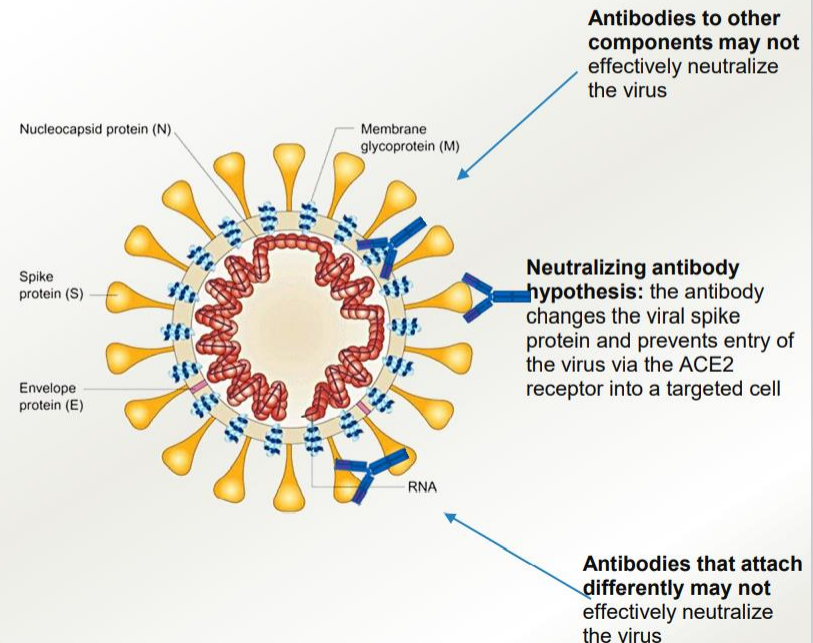 Antibodies to other
components may not
effectively neutralize
the virus
Nucleocapsid protein (N)
Membrane
glycoprotein (M)
Spike
protein (S)
Neutralizing antibody
hypothesis: the antibody
changes the viral spike
protein and prevents entry of
the virus via the ACE2
receptor into a targeted cell
Envelope
protein (E)
RNA
Antibodies that attach
differently may not
effectively neutralize
the virus